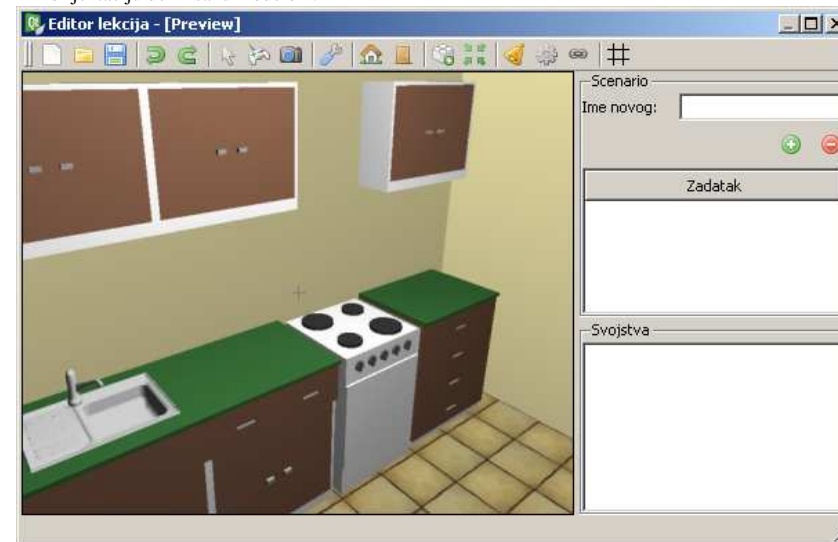 Editor lekcija - [Preview]
Scenario
Ime novog:
Zadatak
Svojstva